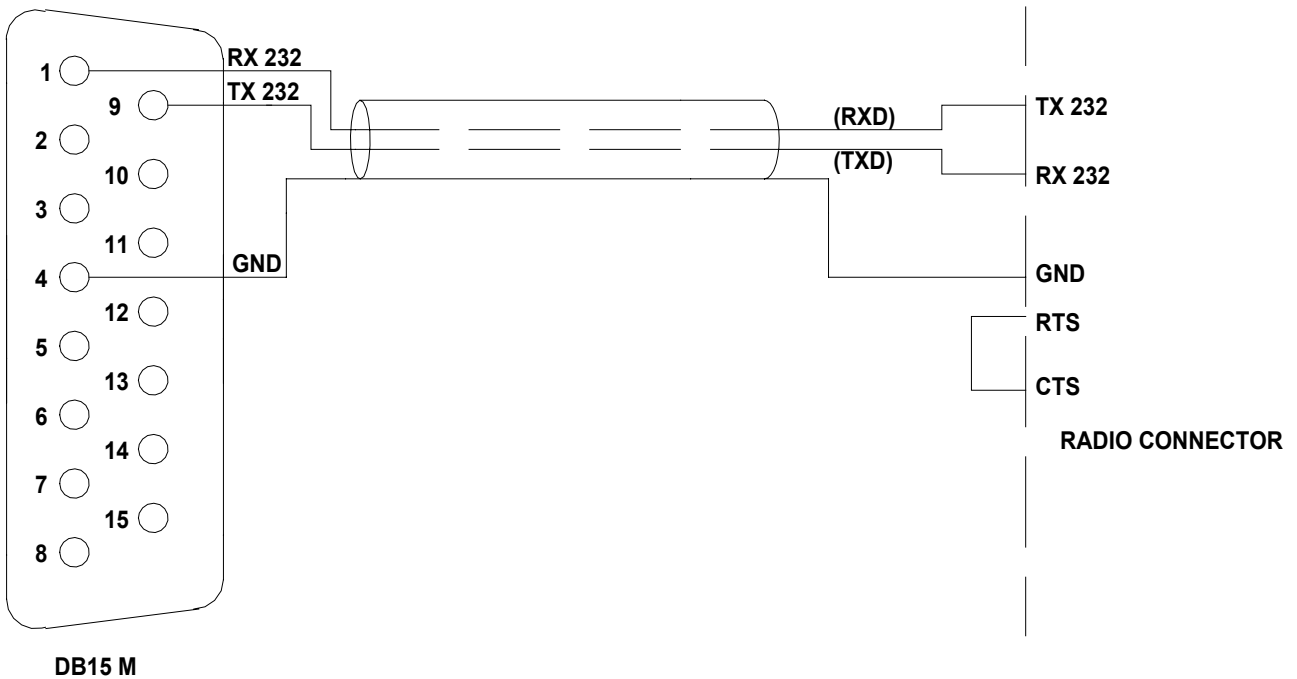 RX 232
1
TX 232
9
2
10
3
11
GND
4
12
5
13
6
14
7
15
8
DB15 M
(RXD)
(TXD)
TX 232
RX 232
GND
RTS
CTS
RADIO CONNECTOR